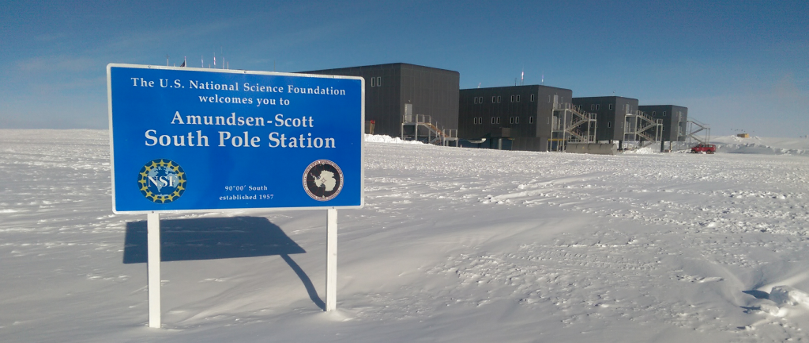 The U.S. National Science Foundation
welcomes you to
Amundsen-Scott
South Pole Station
NSF
90°00' South
established 1957